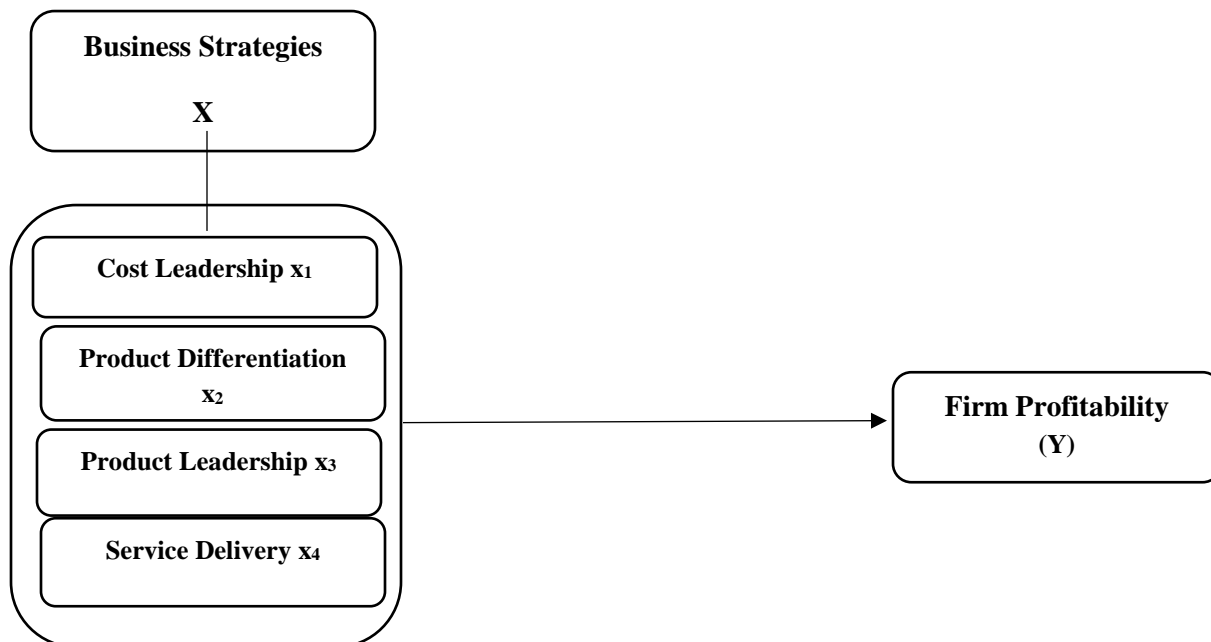 Business Strategies
X
Cost Leadership x₁
Product Differentiation
x₂
Product Leadership x₃
Service Delivery x₄
Firm Profitability
(Y)